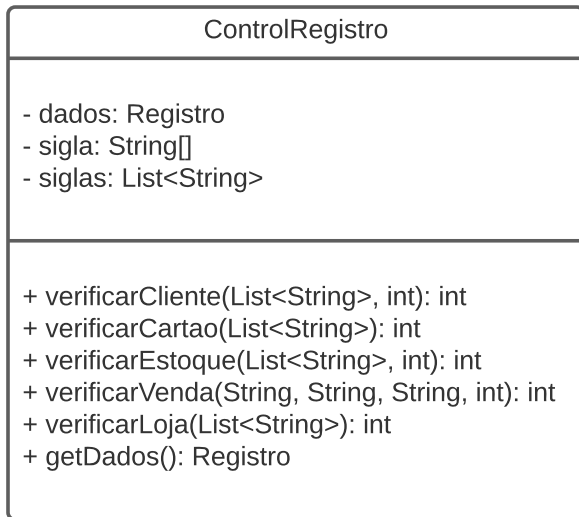 ControlRegistro
- dados: Registro
- sigla: String[]
- siglas: List<String>
+ verificarCliente(List<String>, int): int
+ verificarCartao(List<String>): int
+ verificarEstoque(List<String>, int): int
+ verificarVenda(String, String, String, int): int
+ verificarLoja(List<String>): int
+ getDados(): Registro